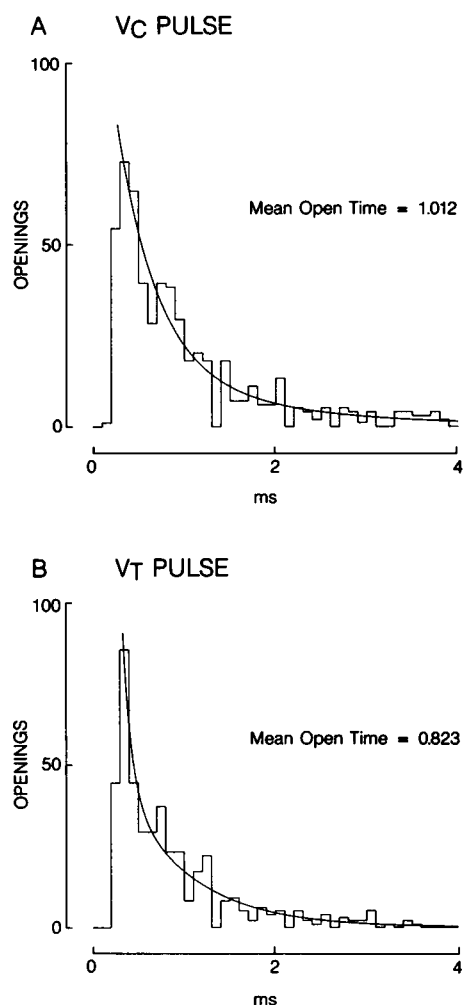 A VC PULSE
100
50
0
OPENINGS
Mean Open Time = 1.012
0 2 4
ms
B VT PULSE
100
50
0
OPENINGS
Mean Open Time = 0.823
0 2 4
ms